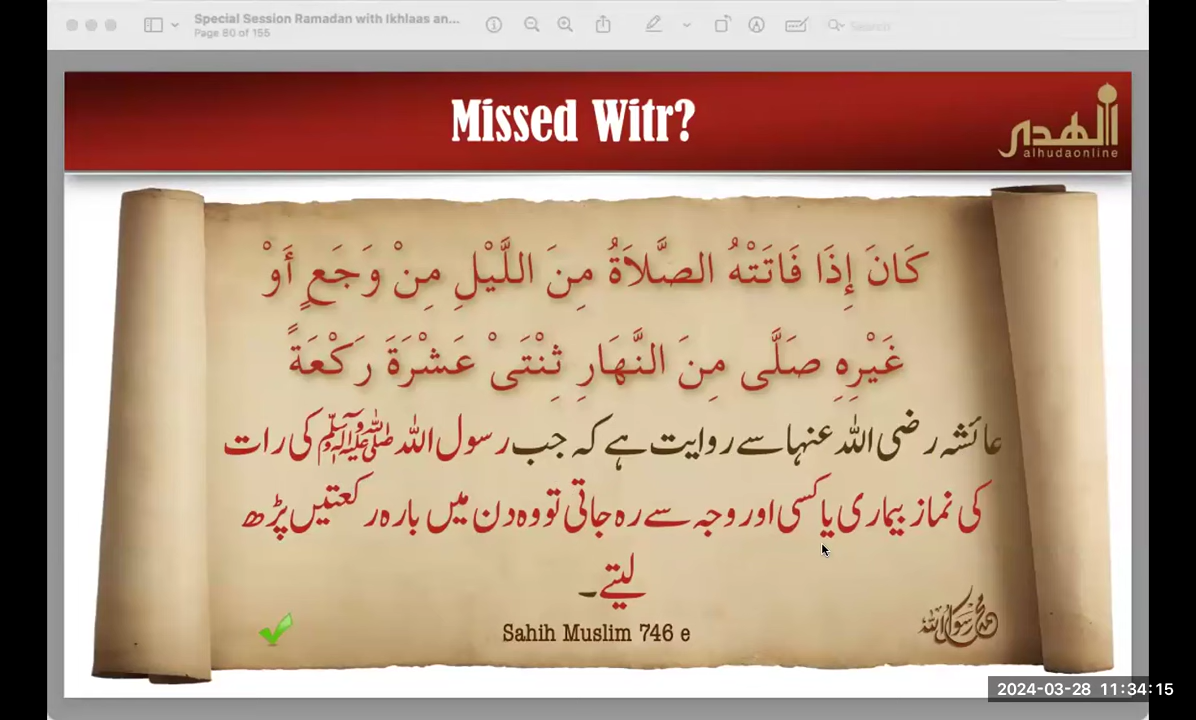 Special Session Ramadan with Ikhlaas an...
Page 80 of 155
Search
Missed Witr?
الهدى
alhudaonline
كَانَ إِذَا فَاتَتْهُ الصَّلاَةُ مِنَ اللَّيْلِ مِنْ وَجَعٍ أَوْ
غَيْرِهِ صَلَّى مِنَ النَّهَارِ ثِنْتَىْ عَشْرَةَ رَكْعَةً
عائشہ رضی اللہ عنہا سے روایت ہے کہ جب رسول اللہ ﷺ کی رات
کی نماز بیماری یا کسی اور وجہ سے رہ جاتی تو وہ دن میں بارہ رکعتیں پڑھ
لیتے۔
Sahih Muslim 746 e
محمد رسول اللہ
2024-03-28 11:34:15